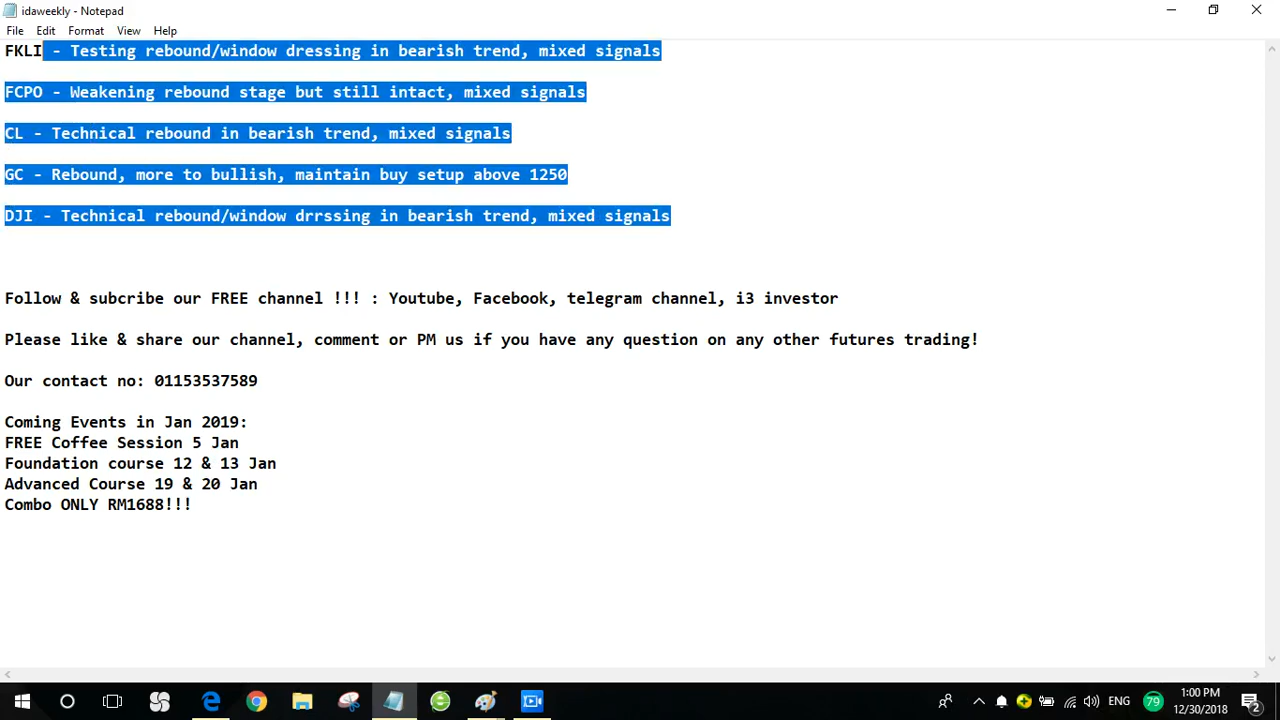 idaweekly - Notepad
File Edit Format View Help
FKLI - Testing rebound/window dressing in bearish trend, mixed signals
FCPO - Weakening rebound stage but still intact, mixed signals
CL - Technical rebound in bearish trend, mixed signals
GC - Rebound, more to bullish, maintain buy setup above 1250
DJI - Technical rebound/window drrssing in bearish trend, mixed signals
Follow & subcribe our FREE channel !!! : Youtube, Facebook, telegram channel, i3 investor
Please like & share our channel, comment or PM us if you have any question on any other futures trading!
Our contact no: 01153537589
Coming Events in Jan 2019:
FREE Coffee Session 5 Jan
Foundation course 12 & 13 Jan
Advanced Course 19 & 20 Jan
Combo ONLY RM1688!!!
ENG
79
1:00 PM
12/30/2018
2